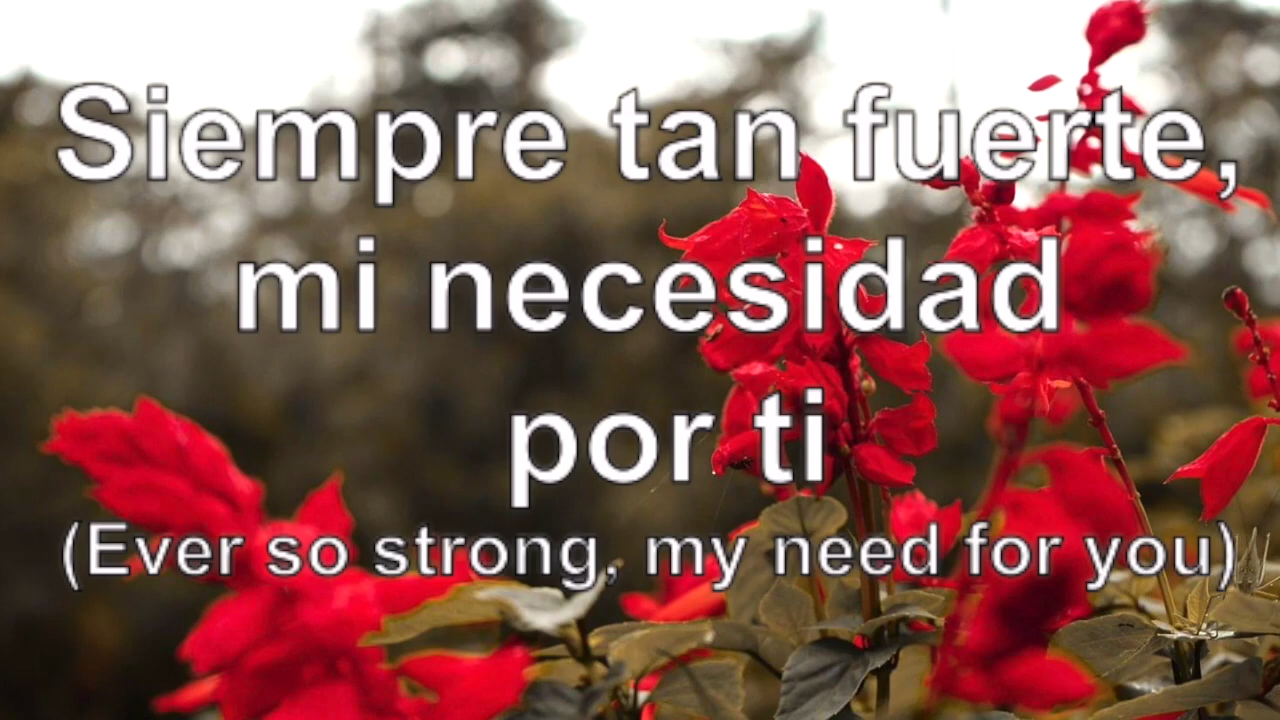 Siempre tan fuerte,
mi necesidad
por ti
(Ever so strong, my need for you)